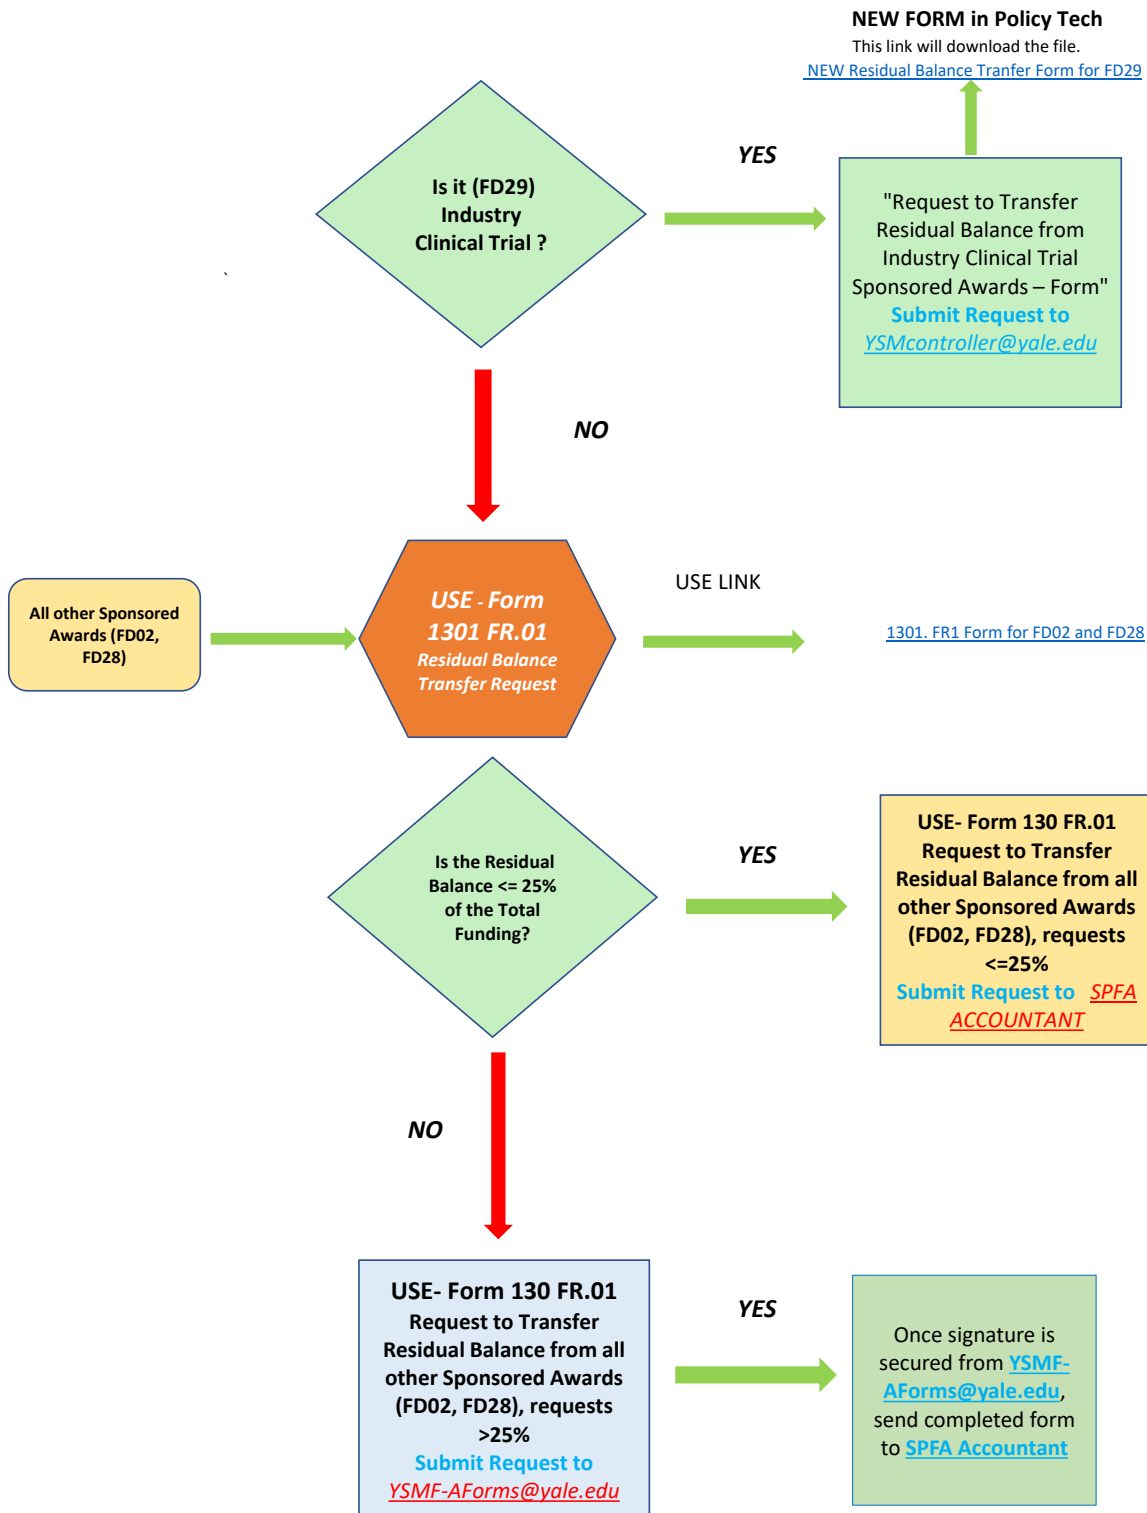 NEW FORM in Policy Tech
This link will download the file.
NEW Residual Balance Tranfer Form for FD29
YES
Is it (FD29)
Industry
Clinical Trial ?
"Request to Transfer
Residual Balance from
Industry Clinical Trial
Sponsored Awards – Form"
Submit Request to
YSMcontroller@yale.edu
`
NO
All other Sponsored
Awards (FD02,
FD28)
USE - Form
1301 FR.01
Residual Balance
Transfer Request
USE LINK
1301. FR1 Form for FD02 and FD28
Is the Residual
Balance <= 25%
of the Total
Funding?
YES
USE- Form 130 FR.01
Request to Transfer
Residual Balance from all
other Sponsored Awards
(FD02, FD28), requests
<=25%
Submit Request to SPFA
ACCOUNTANT
NO
USE- Form 130 FR.01
Request to Transfer
Residual Balance from all
other Sponsored Awards
(FD02, FD28), requests
>25%
Submit Request to
YSMF-AForms@yale.edu
YES
Once signature is
secured from YSMF-
AForms@yale.edu,
send completed form
to SPFA Accountant